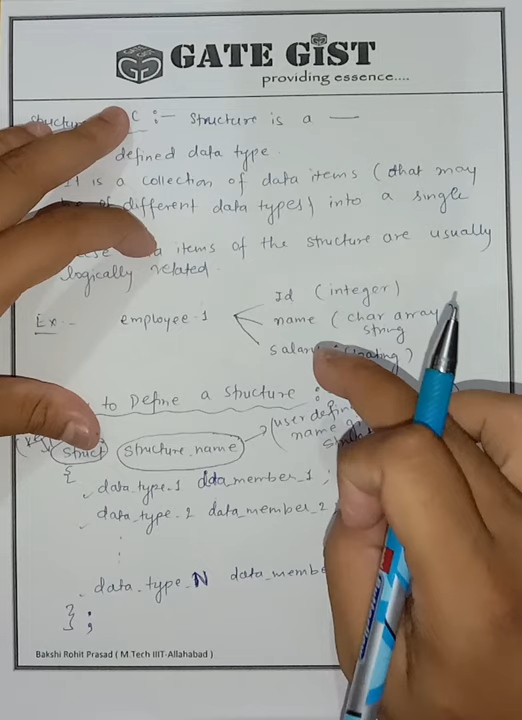 GATE GIST
providing essence....
C :- Structure is a —
defined data type.
It is a collection of data items (that may
of different data types) into a single
items of the structure are usually
logically related.
Ex :- employee-1
Id (integer)
name (char array
string
salary
to Define a structure :
struct structure_name
(user defin
name
{
data_type_1 data_member_1 ;
data_type_2 data_member_2
data_type_N data_membe
} ;
Bakshi Rohit Prasad ( M.Tech IIIT-Allahabad )